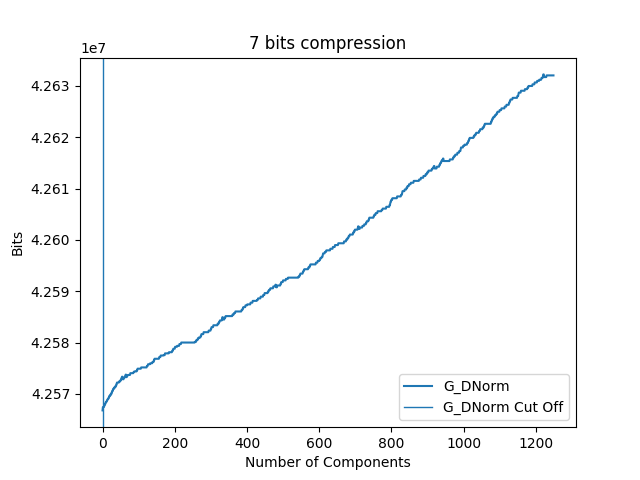 7 bits compression
1e7
4.263
4.262
4.261
4.260
4.259
4.258
4.257
Bits
0 200 400 600 800 1000 1200
Number of Components
G_DNorm
G_DNorm Cut Off